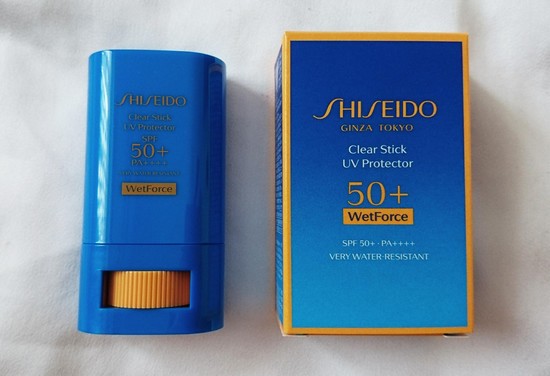 SHISEIDO
Clear Stick
UV Protector
SPF
50+
PA++++
WetForce
SHISEIDO
GINZA TOKYO
Clear Stick
UV Protector
50+
WetForce
SPF 50+ · PA++++
VERY WATER-RESISTANT